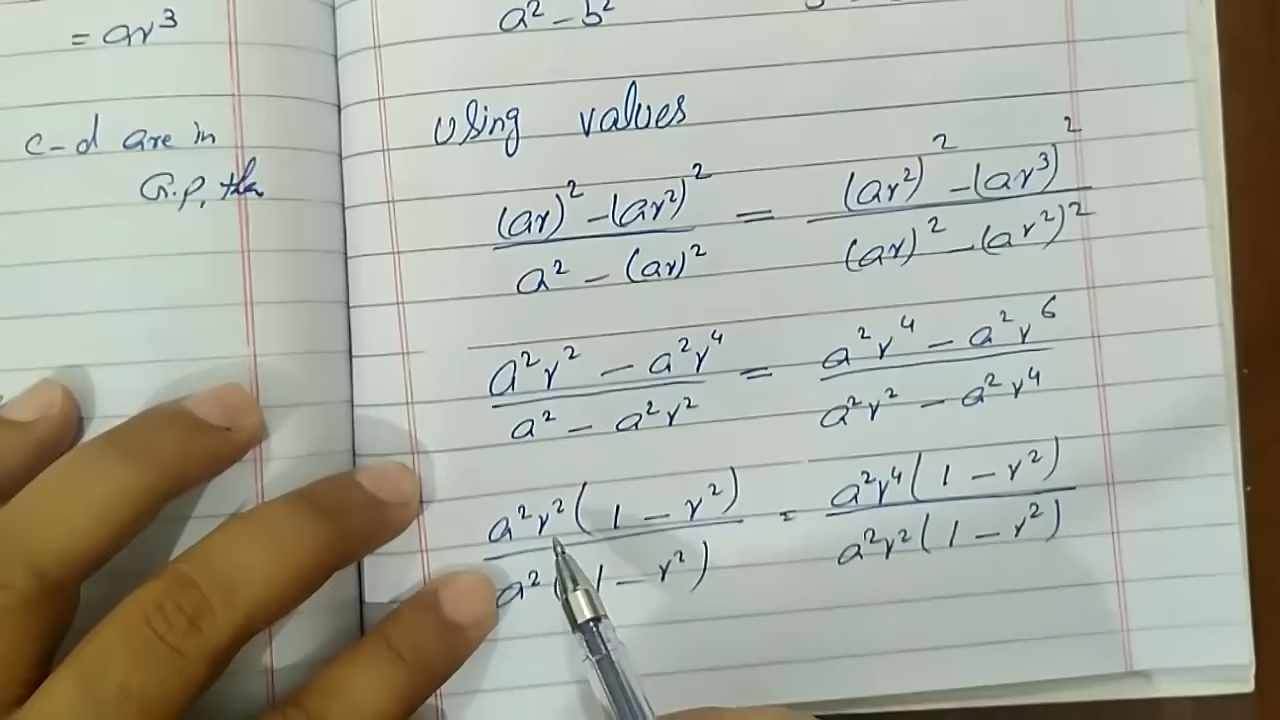 = ar³
c-d are in
G.P, the
a² - b²
Using values
(ar)² - (ar²)² / a² - (ar)² = (ar²)² - (ar³)² / (ar)² - (ar²)²
a²r² - a²r⁴ / a² - a²r² = a²r⁴ - a²r⁶ / a²r² - a²r⁴
a²r²(1 - r²) / a²(1 - r²) = a²r⁴(1 - r²) / a²r²(1 - r²)